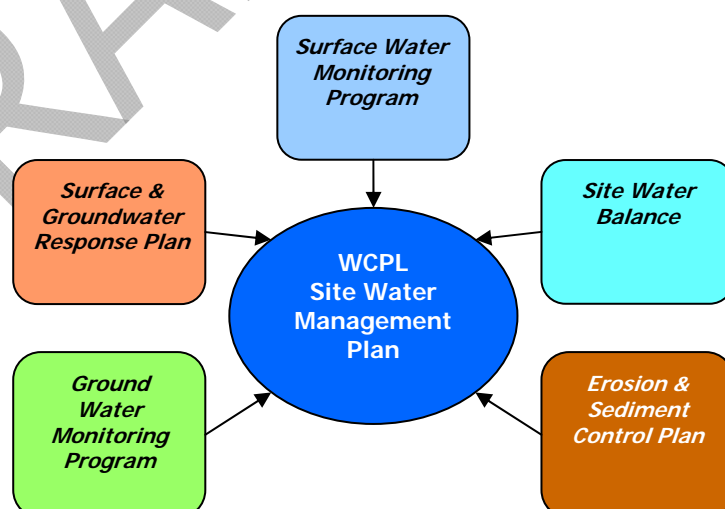 Surface Water
Monitoring
Program
Surface &
Groundwater
Response Plan
Site Water
Balance
WCPL
Site Water
Management
Plan
Ground
Water
Monitoring
Program
Erosion &
Sediment
Control Plan